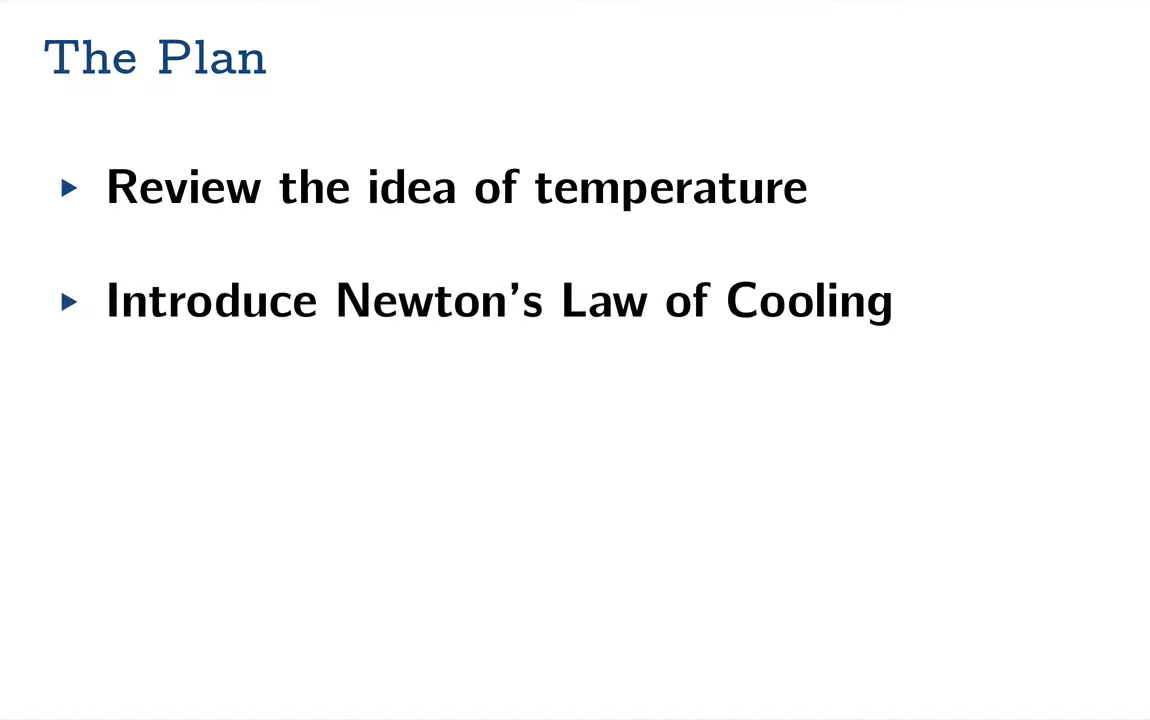 The Plan
▸ Review the idea of temperature
▸ Introduce Newton’s Law of Cooling